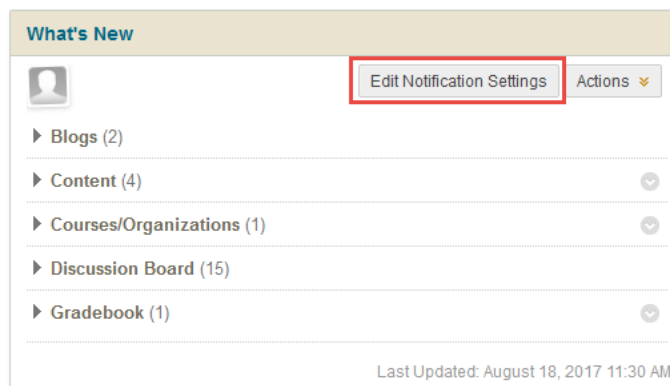 What's New
Edit Notification Settings Actions
Blogs (2)
Content (4)
Courses/Organizations (1)
Discussion Board (15)
Gradebook (1)
Last Updated: August 18, 2017 11:30 AM